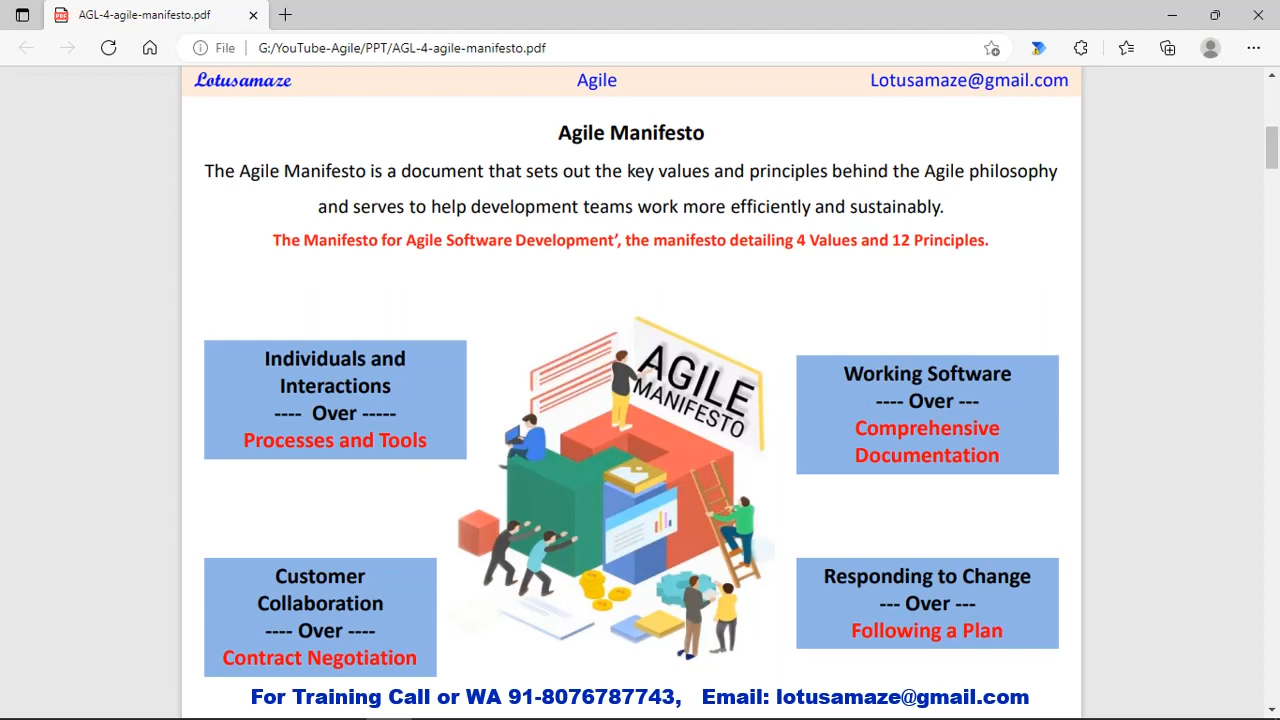 AGL-4-agile-manifesto.pdf
File G:/YouTube-Agile/PPT/AGL-4-agile-manifesto.pdf
Lotusamaze Agile Lotusamaze@gmail.com
Agile Manifesto
The Agile Manifesto is a document that sets out the key values and principles behind the Agile philosophy
and serves to help development teams work more efficiently and sustainably.
The Manifesto for Agile Software Development’, the manifesto detailing 4 Values and 12 Principles.
AGILE
MANIFESTO
Individuals and
Interactions
---- Over -----
Processes and Tools
Working Software
---- Over ---
Comprehensive
Documentation
Customer
Collaboration
---- Over ----
Contract Negotiation
Responding to Change
--- Over ---
Following a Plan
For Training Call or WA 91-8076787743, Email: lotusamaze@gmail.com